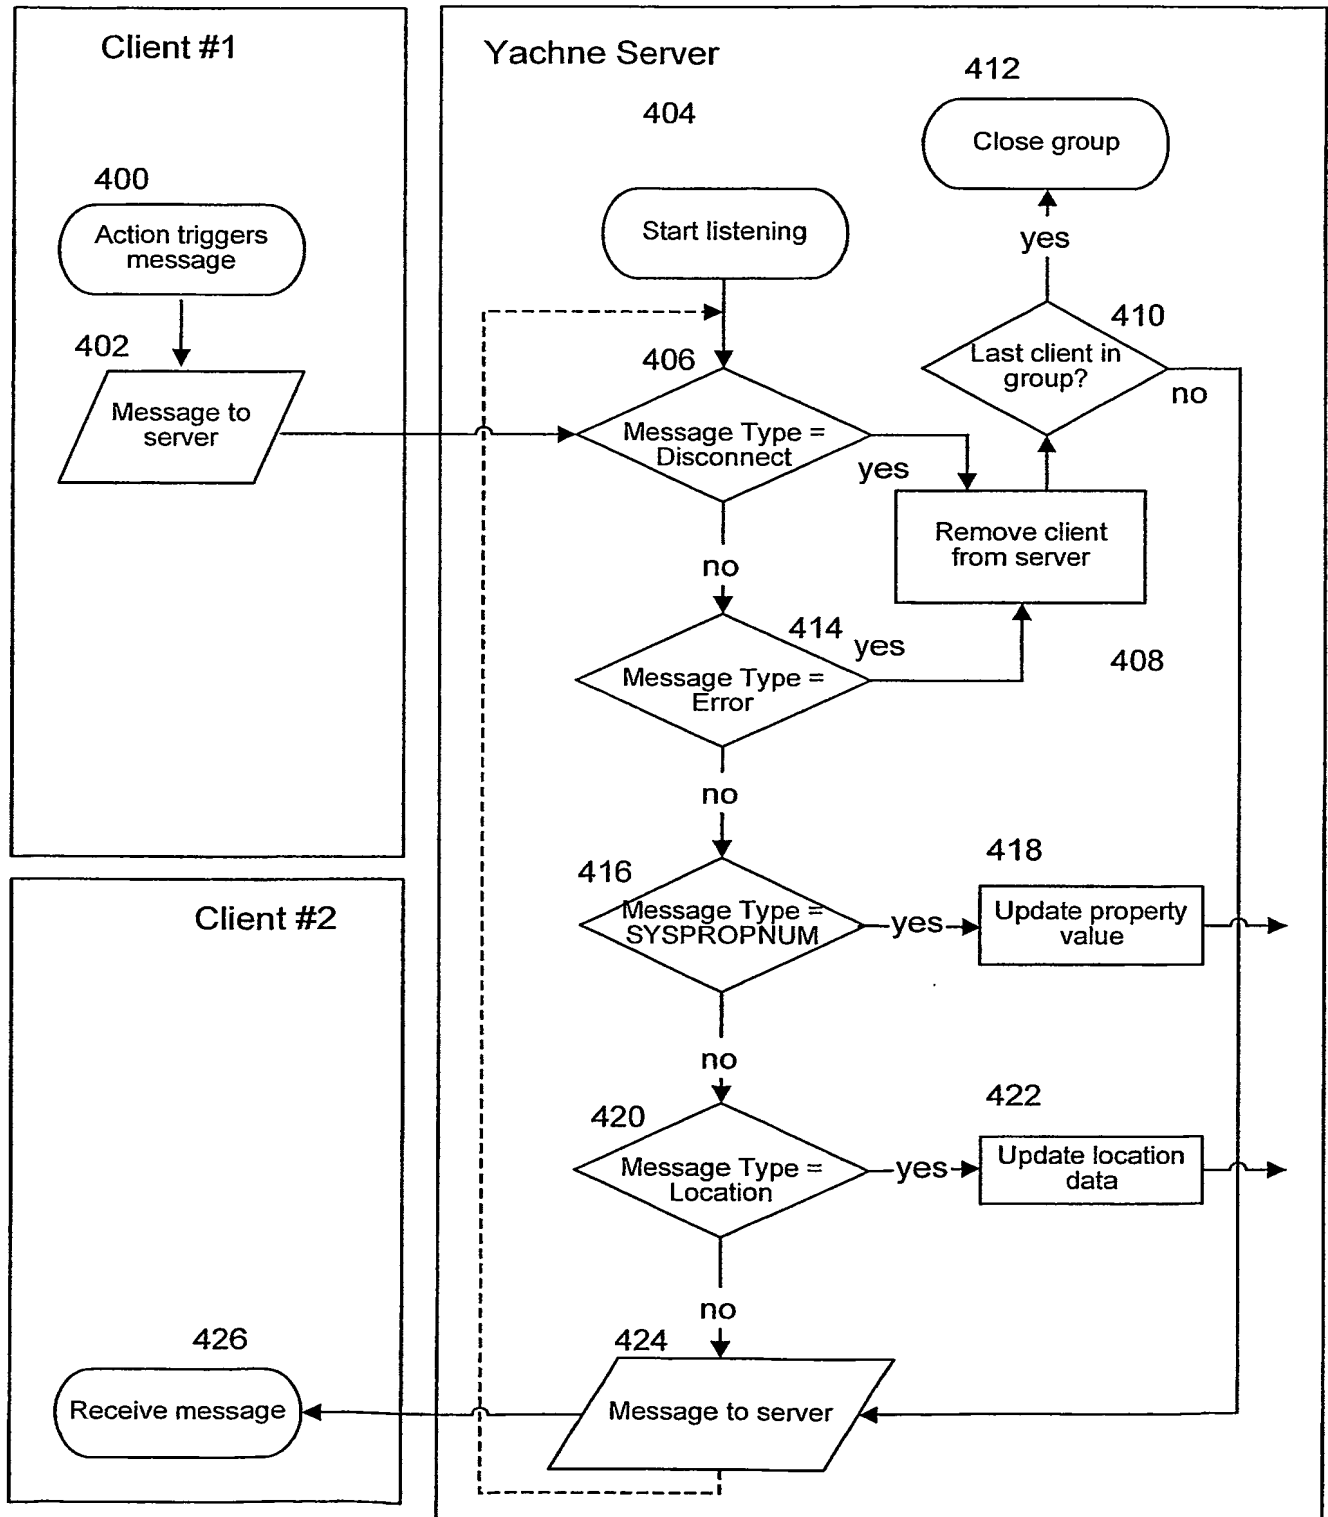 Client #1
400
Action triggers
message
402
Message to
server
Yachne Server
404
Start listening
412
Close group
yes
410
Last client in
group?
no
406
Message Type =
Disconnect
yes
Remove client
from server
408
no
414
yes
Message Type =
Error
no
416
Message Type =
SYSPROPNUM
yes
418
Update property
value
no
420
Message Type =
Location
yes
422
Update location
data
no
424
Message to server
Client #2
426
Receive message